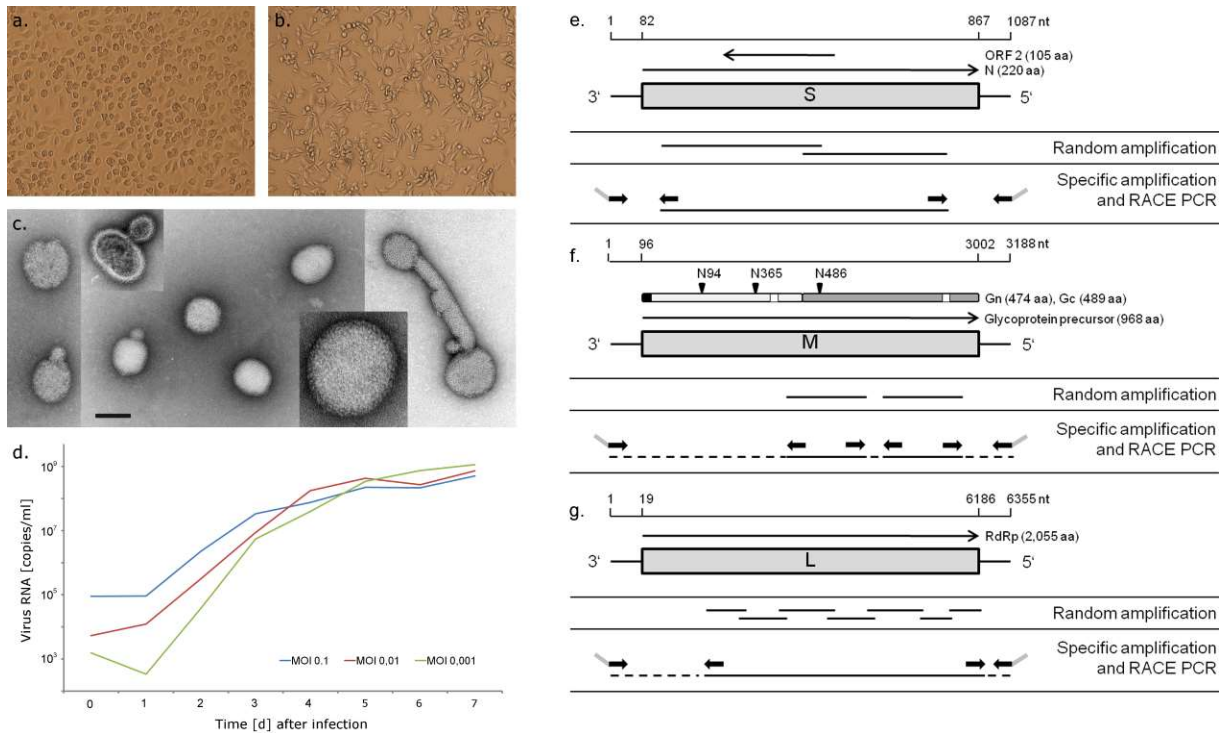 a.
b.
c.
d.
Virus RNA [copies/ml]
10⁹
10⁷
10⁵
10³
MOI 0.1 MOI 0,01 MOI 0,001
0 1 2 3 4 5 6 7
Time [d] after infection
e.
1 82 867 1087 nt
ORF 2 (105 aa)
N (220 aa)
3' S 5'
Random amplification
Specific amplification
and RACE PCR
f.
1 96 3002 3188 nt
N94 N365 N486
Gn (474 aa), Gc (489 aa)
Glycoprotein precursor (968 aa)
3' M 5'
Random amplification
Specific amplification
and RACE PCR
g.
1 19 6186 6355 nt
RdRp (2,055 aa)
3' L 5'
Random amplification
Specific amplification
and RACE PCR